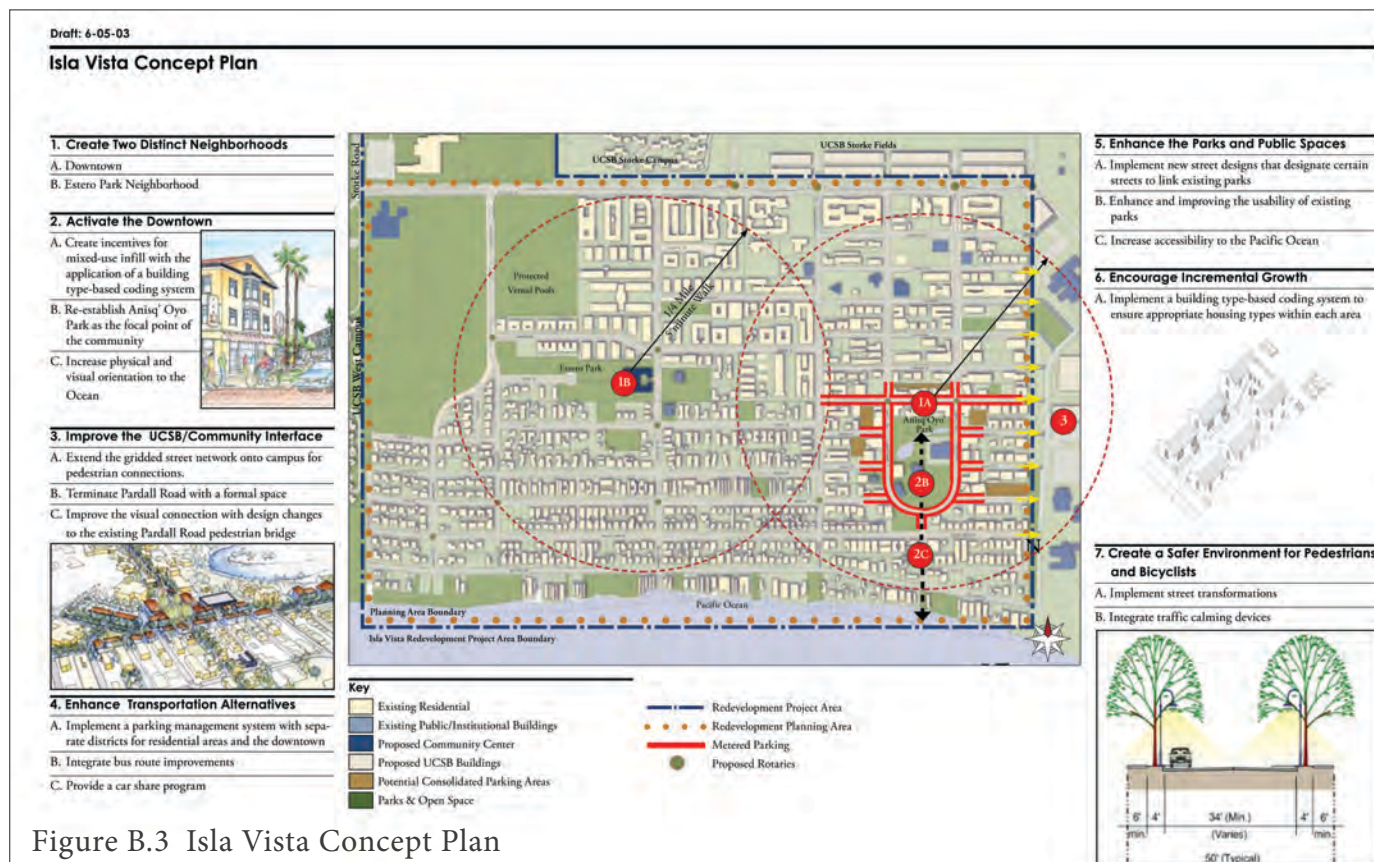 Draft: 6-05-03
Isla Vista Concept Plan
1. Create Two Distinct Neighborhoods
A. Downtown
B. Estero Park Neighborhood
2. Activate the Downtown
A. Create incentives for
mixed-use infill with the
application of a building
type-based coding system
B. Re-establish Anisq' Oyo
Park as the focal point of
the community
C. Increase physical and
visual orientation to the
Ocean
3. Improve the UCSB/Community Interface
A. Extend the gridded street network onto campus for
pedestrian connections.
B. Terminate Pardall Road with a formal space
C. Improve the visual connection with design changes
to the existing Pardall Road pedestrian bridge
4. Enhance Transportation Alternatives
A. Implement a parking management system with sepa-
rate districts for residential areas and the downtown
B. Integrate bus route improvements
C. Provide a car share program
Storke Road
UCSB Storke Campus
UCSB Storke Fields
Protected
Vernal Pools
1/4 Mile
5 minute Walk
UCSB West Campus
Estero Park
1B
1A
Anisq' Oyo'
Park
3
2B
2C
N
Pacific Ocean
Planning Area Boundary
Isla Vista Redevelopment Project Area Boundary
Key
Existing Residential
Existing Public/Institutional Buildings
Proposed Community Center
Proposed UCSB Buildings
Potential Consolidated Parking Areas
Parks & Open Space
Redevelopment Project Area
Redevelopment Planning Area
Metered Parking
Proposed Rotaries
5. Enhance the Parks and Public Spaces
A. Implement new street designs that designate certain
streets to link existing parks
B. Enhance and improving the usability of existing
parks
C. Increase accessibility to the Pacific Ocean
6. Encourage Incremental Growth
A. Implement a building type-based coding system to
ensure appropriate housing types within each area
7. Create a Safer Environment for Pedestrians
and Bicyclists
A. Implement street transformations
B. Integrate traffic calming devices
6' 4' 34' (Min.) 4' 6'
min. (Varies) min.
50' (Typical)
Figure B.3 Isla Vista Concept Plan